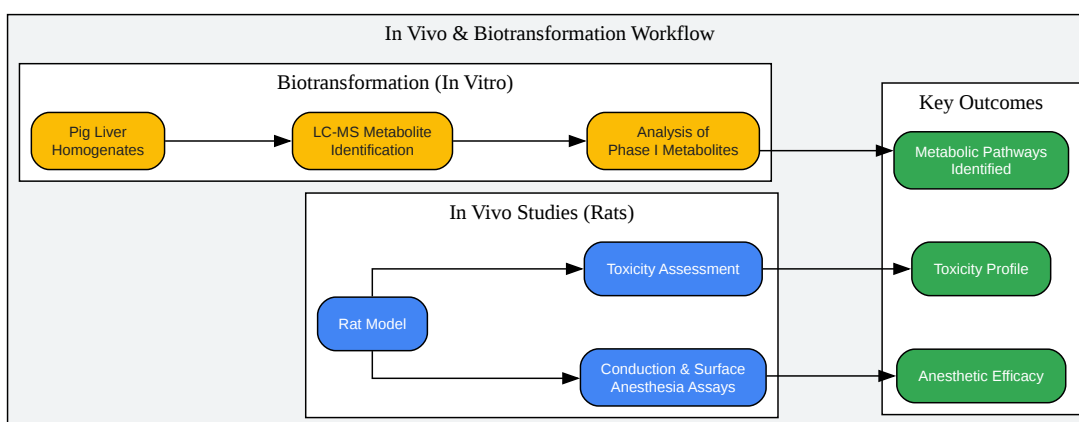 In Vivo & Biotransformation Workflow
Biotransformation (In Vitro)
Pig Liver
Homogenates
LC-MS Metabolite
Identification
Analysis of
Phase I Metabolites
Key Outcomes
Metabolic Pathways
Identified
In Vivo Studies (Rats)
Rat Model
Toxicity Assessment
Toxicity Profile
Conduction & Surface
Anesthesia Assays
Anesthetic Efficacy